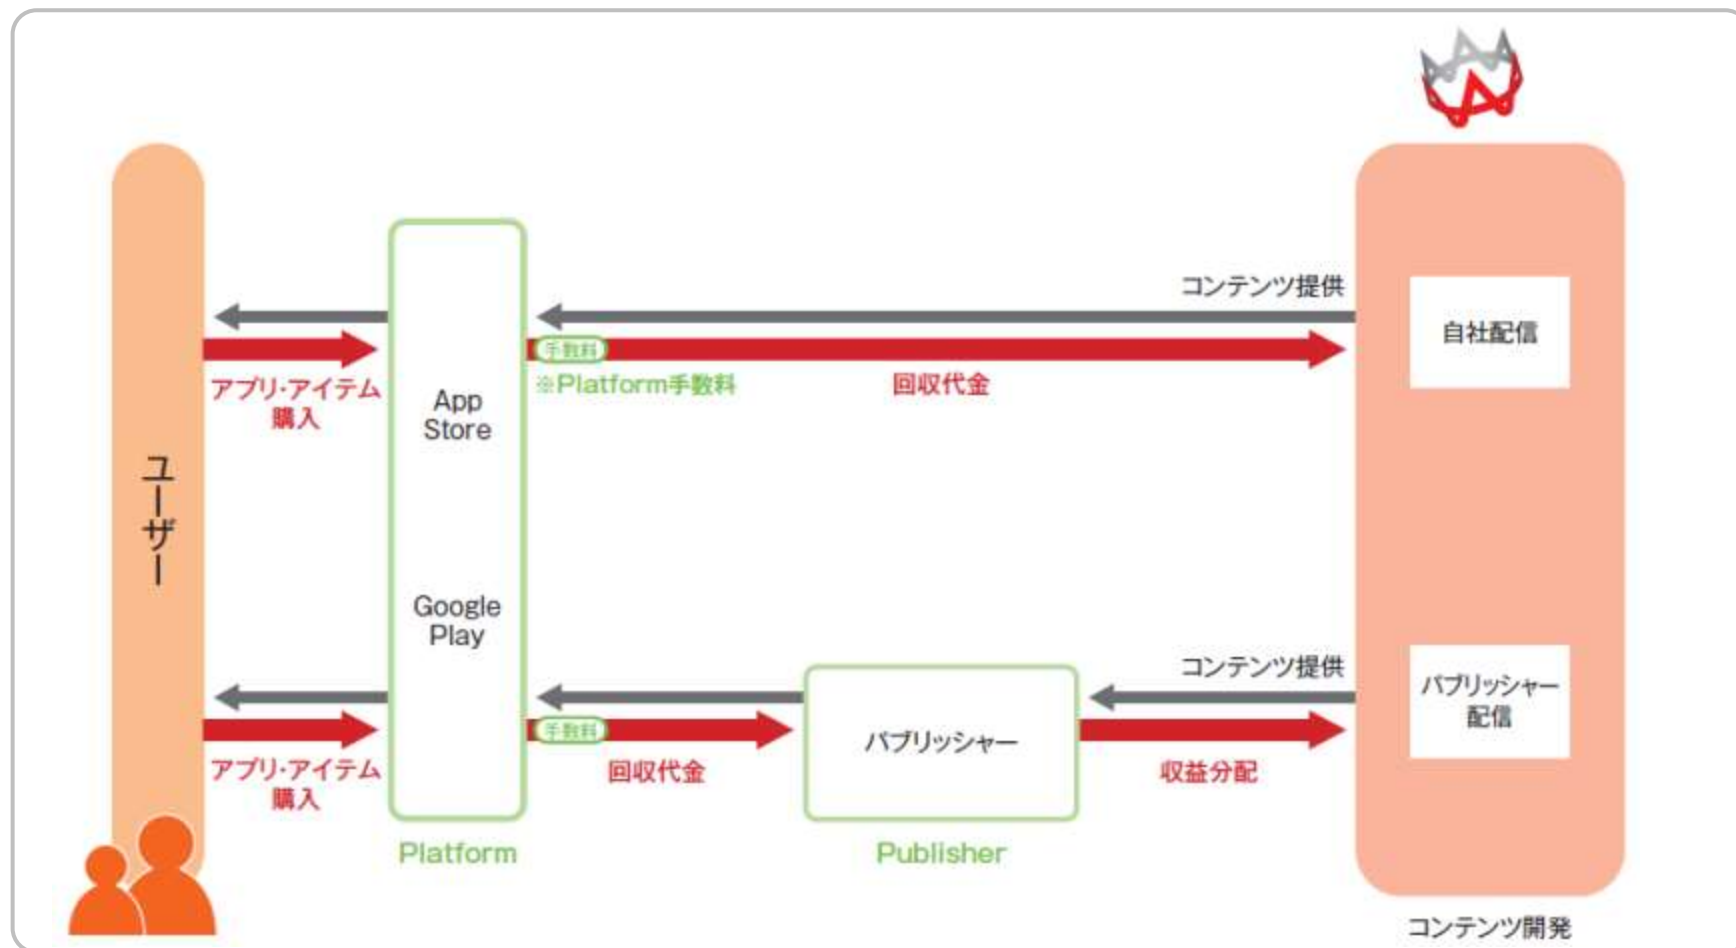 コンテンツ提供
自社配信
手数料
※Platform手数料
回収代金
アプリ・アイテム
購入
App
Store
ユーザー
Google
Play
コンテンツ提供
パブリッシャー
配信
手数料
パブリッシャー
アプリ・アイテム
購入
回収代金
収益分配
Platform
Publisher
コンテンツ開発